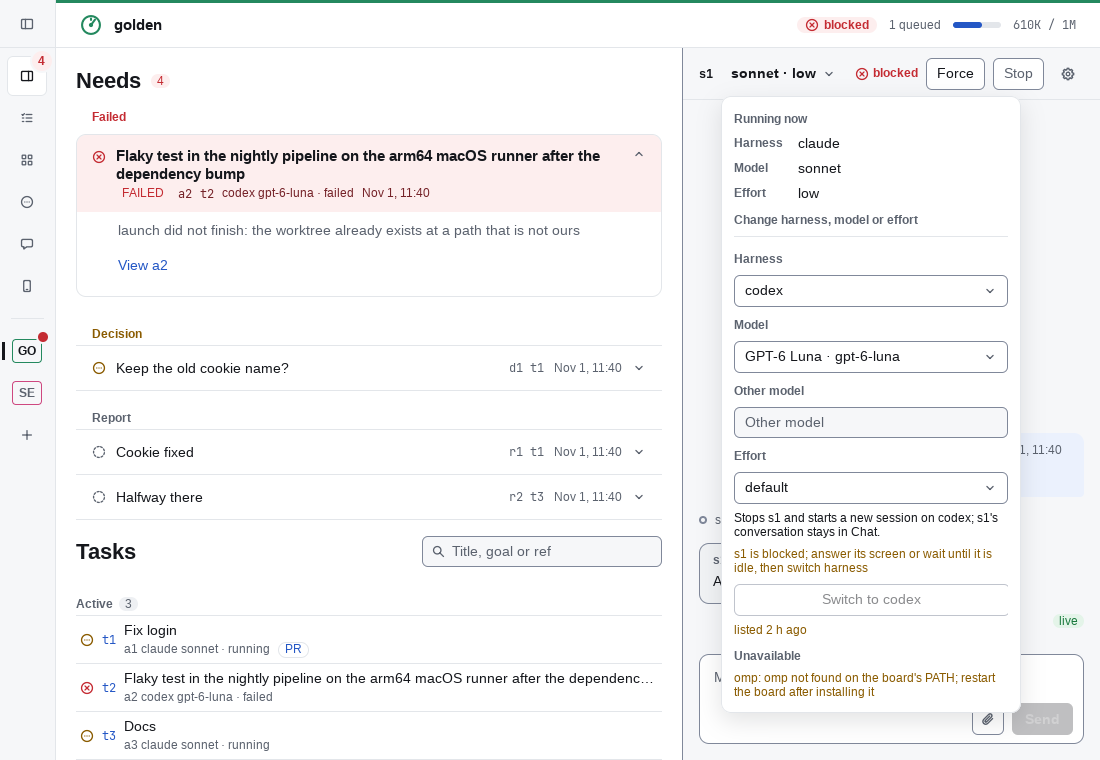 golden
blocked
1 queued
610K / 1M
4
GO
SE
Needs 4
Failed
Flaky test in the nightly pipeline on the arm64 macOS runner after the
dependency bump
FAILED a2 t2 codex gpt-6-luna · failed Nov 1, 11:40
launch did not finish: the worktree already exists at a path that is not ours
View a2
Decision
Keep the old cookie name? d1 t1 Nov 1, 11:40
Report
Cookie fixed r1 t1 Nov 1, 11:40
Halfway there r2 t3 Nov 1, 11:40
Tasks
Title, goal or ref
Active 3
t1 Fix login
a1 claude sonnet · running PR
t2 Flaky test in the nightly pipeline on the arm64 macOS runner after the dependenc…
a2 codex gpt-6-luna · failed
t3 Docs
a3 claude sonnet · running
s1 sonnet · low blocked Force Stop
Running now
Harness claude
Model sonnet
Effort low
Change harness, model or effort
Harness
codex
Model
GPT-6 Luna · gpt-6-luna
Other model
Other model
Effort
default
Stops s1 and starts a new session on codex; s1's
conversation stays in Chat.
s1 is blocked; answer its screen or wait until it is
idle, then switch harness
Switch to codex
listed 2 h ago
Unavailable
omp: omp not found on the board's PATH; restart
the board after installing it
11:40
live
Send